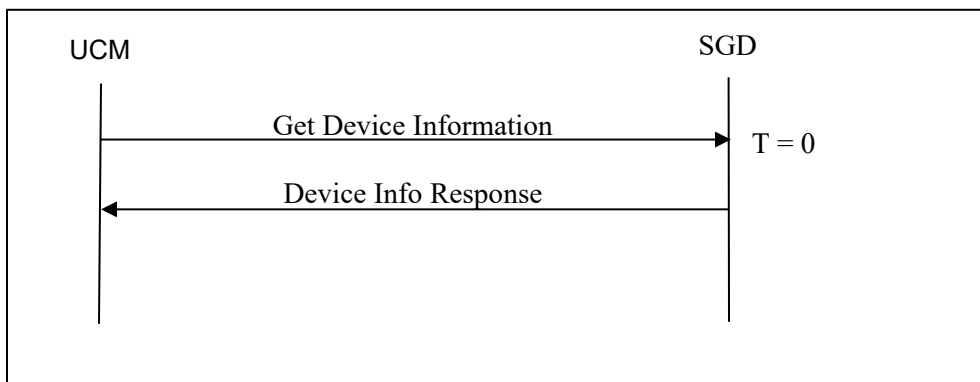 UCM
SGD
Get Device Information
T = 0
Device Info Response